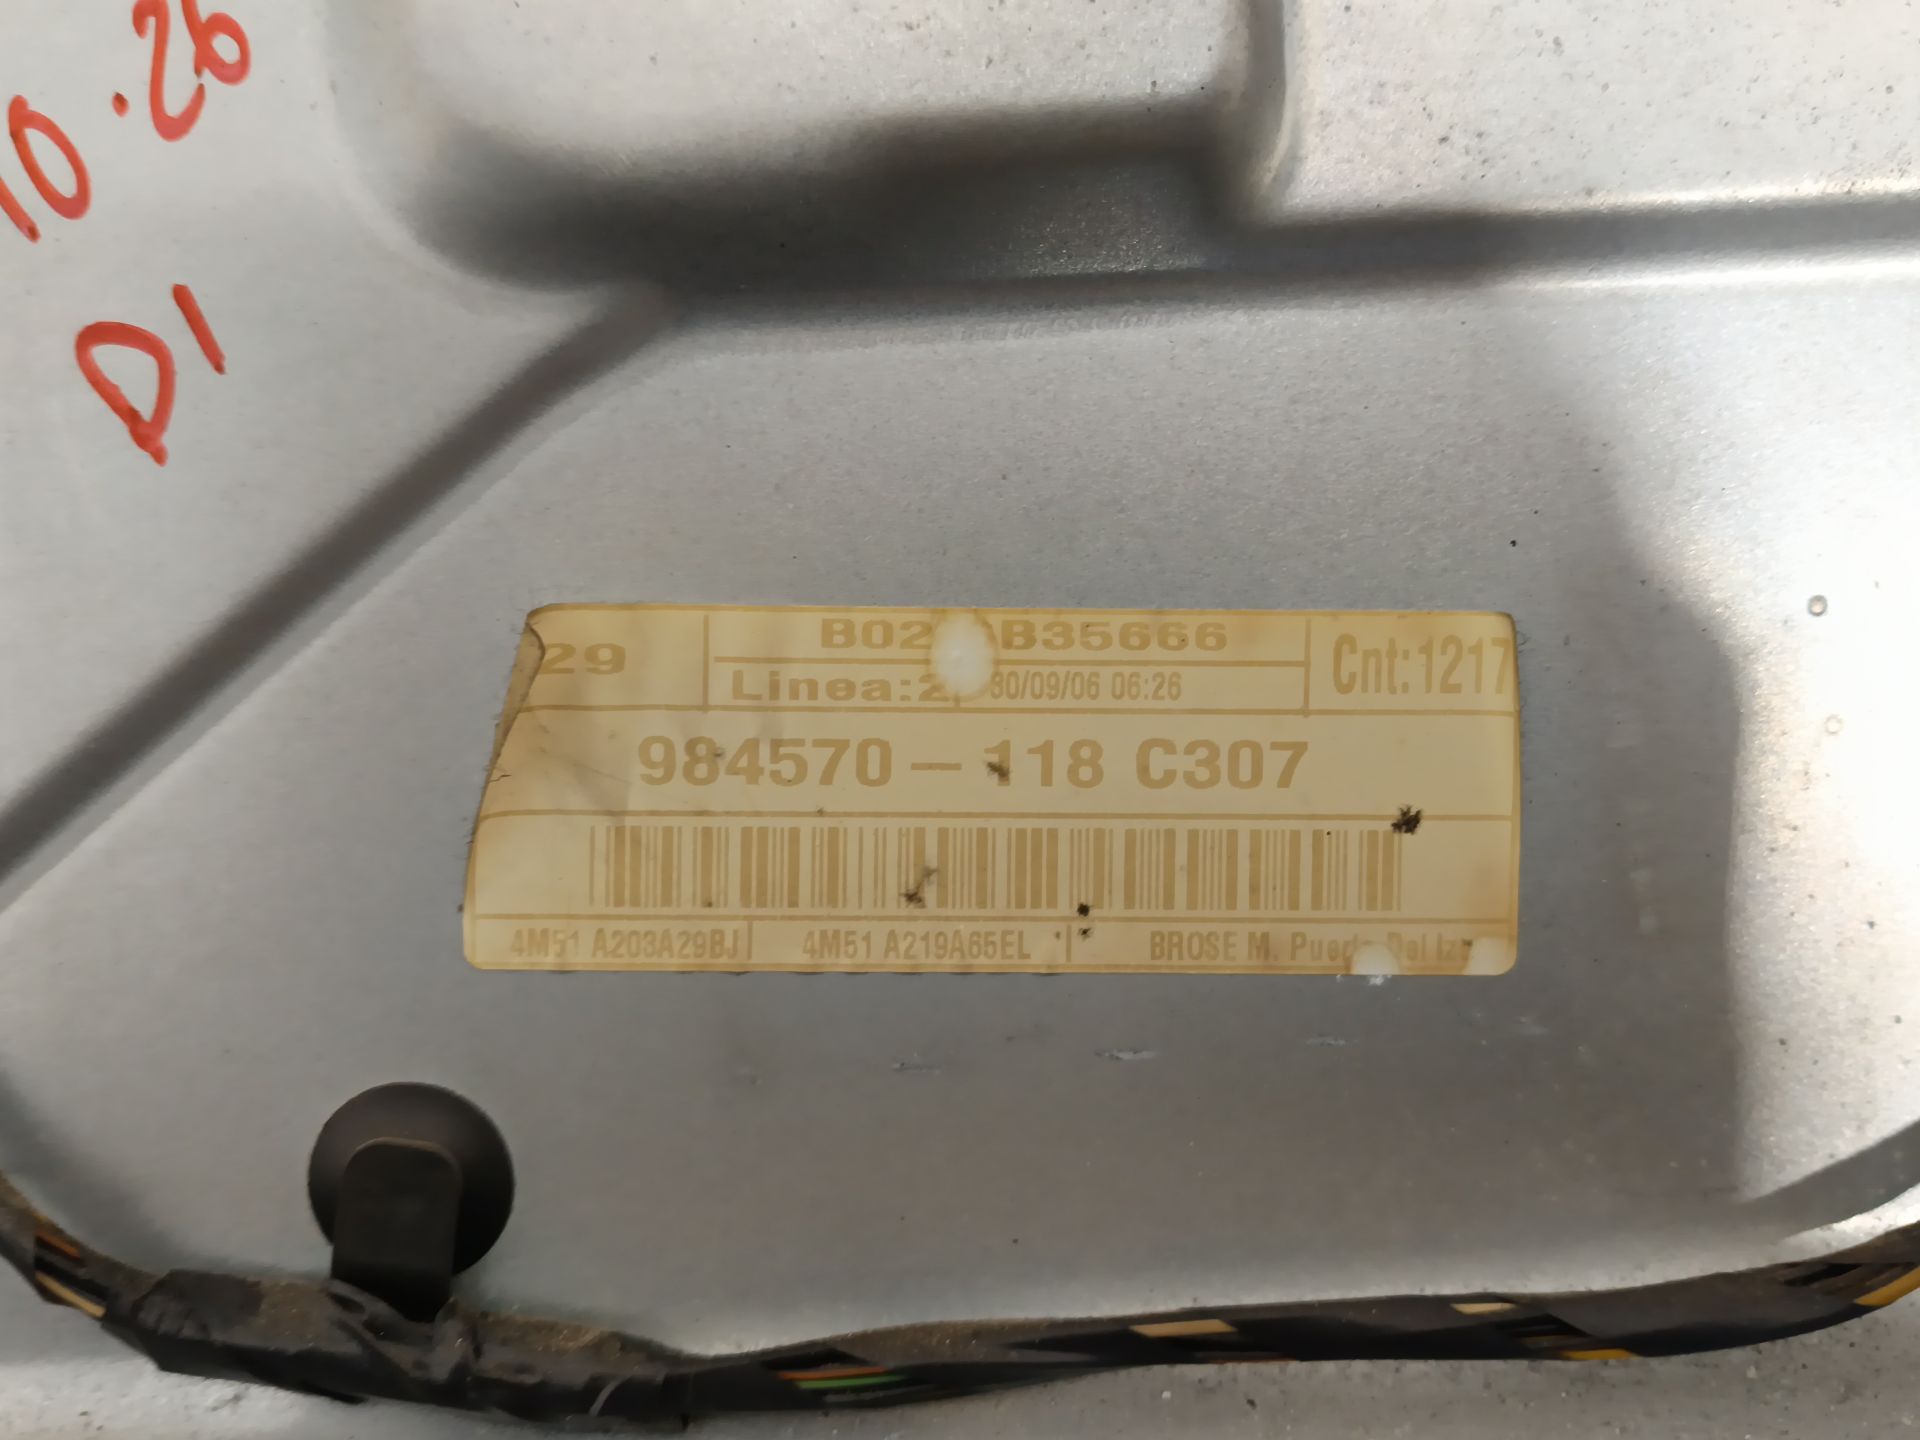 10.26
D1
29
B35666
Cnt:1217
Linea:2 30/09/06 06:26
984570-118 C307
4M51 A203A29BJ
4M51 A219A65EL
BROSE M. Del